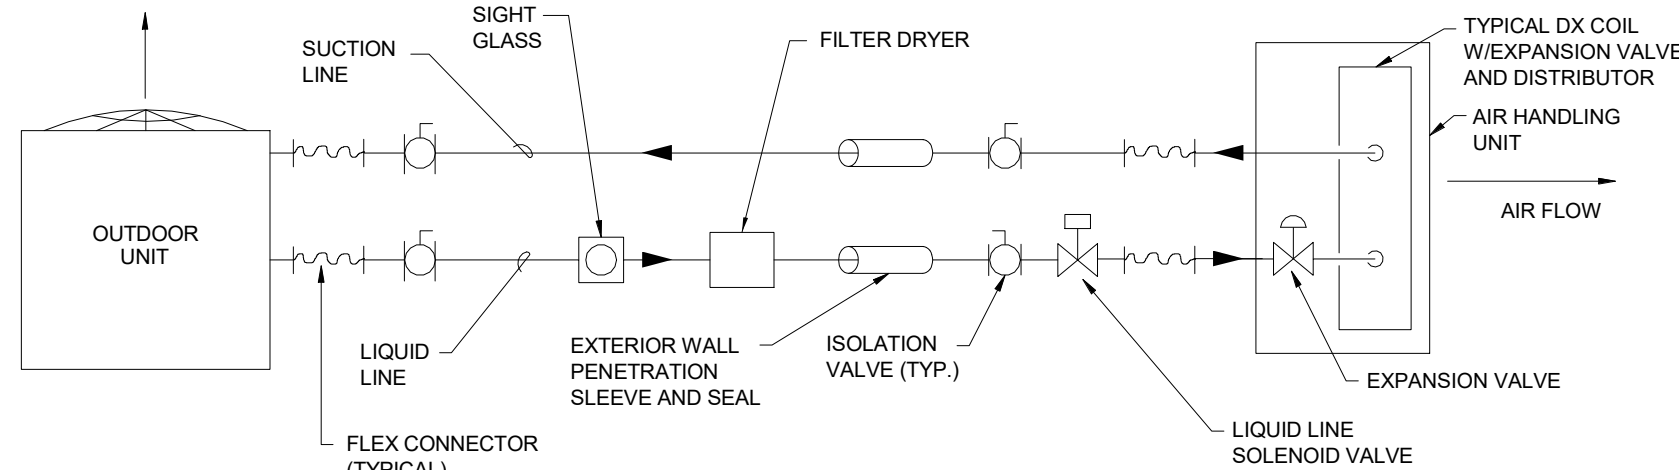 SIGHT
GLASS
SUCTION
LINE
FILTER DRYER
TYPICAL DX COIL
W/EXPANSION VALVE
AND DISTRIBUTOR
AIR HANDLING
UNIT
AIR FLOW
OUTDOOR
UNIT
LIQUID
LINE
EXTERIOR WALL
PENETRATION
SLEEVE AND SEAL
ISOLATION
VALVE (TYP.)
EXPANSION VALVE
LIQUID LINE
SOLENOID VALVE
FLEX CONNECTOR
(TYPICAL)